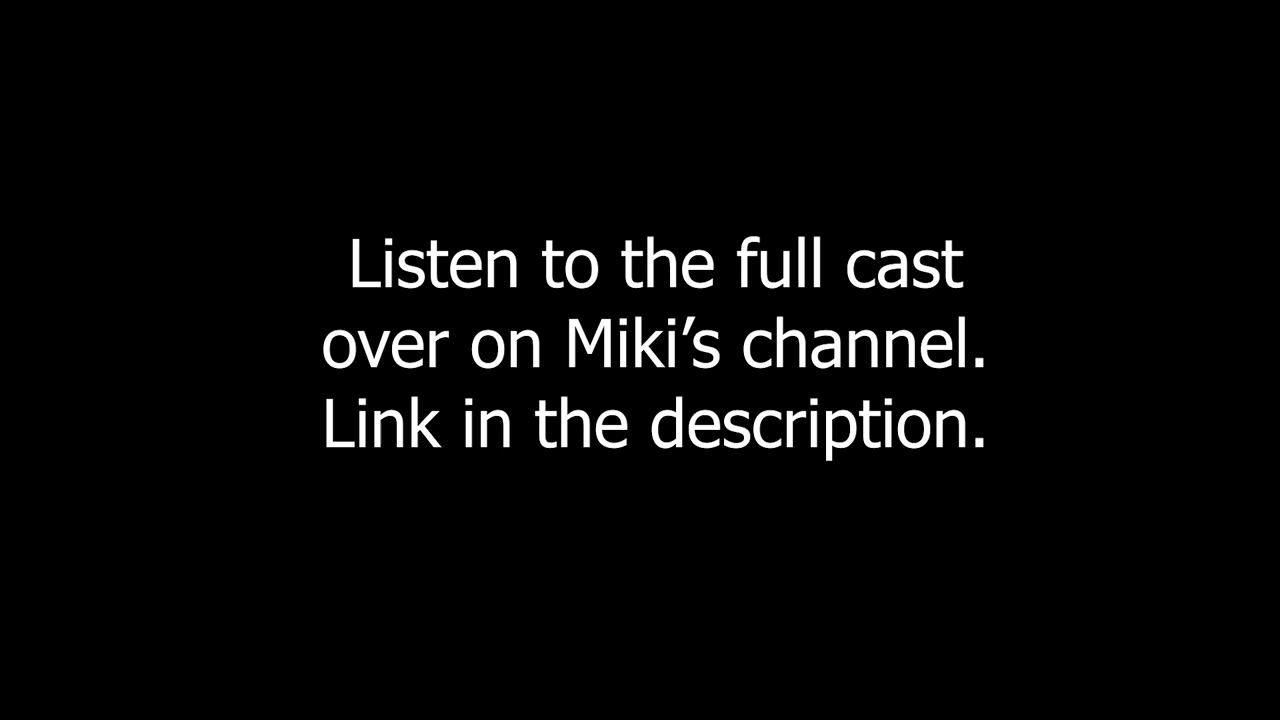 Listen to the full cast
over on Miki’s channel.
Link in the description.